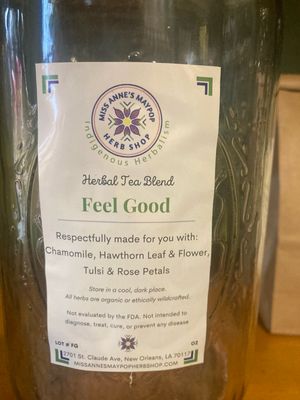 MISS ANNE'S MAYPOP
HERB SHOP
Indigenous Herbalism
Herbal Tea Blend
Feel Good
Respectfully made for you with:
Chamomile, Hawthorn Leaf & Flower,
Tulsi & Rose Petals
Store in a cool, dark place.
All herbs are organic or ethically wildcrafted.
Not evaluated by the FDA. Not intended to
diagnose, treat, cure, or prevent any disease
LOT # FG
OZ
2701 St. Claude Ave, New Orleans, LA 70117
MISSANNESMAYPOPHERBSHOP.COM